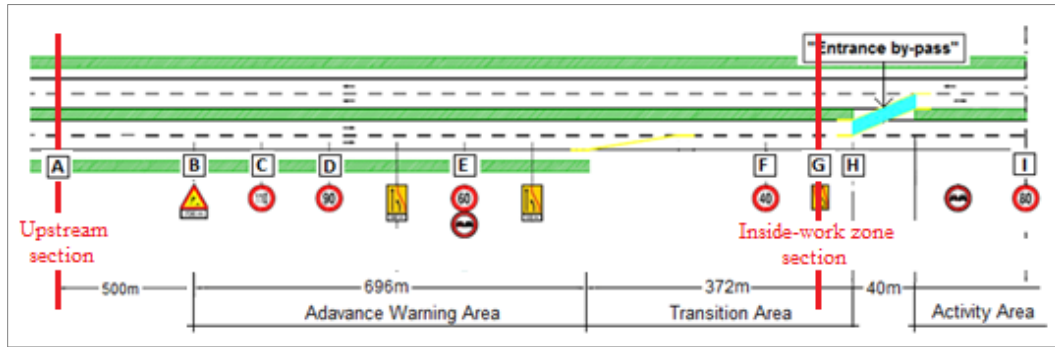 "Entrance by-pass"
A
B
C
D
E
F
G
H
I
110
90
60
40
80
Upstream
section
Inside-work zone
section
500m
696m
372m
40m
Adavance Warning Area
Transition Area
Activity Area